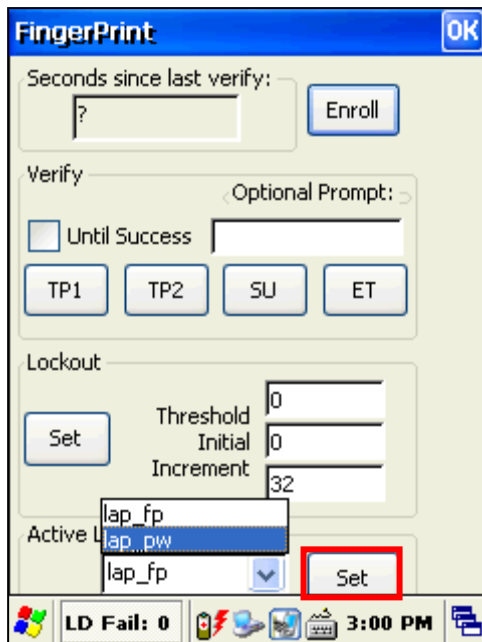 FingerPrint OK
Seconds since last verify:
?
Enroll
Verify
Optional Prompt:
Until Success
TP1 TP2 SU ET
Lockout
Set
Threshold 0
Initial 0
Increment 32
lap_fp
Active L lap_pw
lap_fp Set
LD Fail: 0 3:00 PM